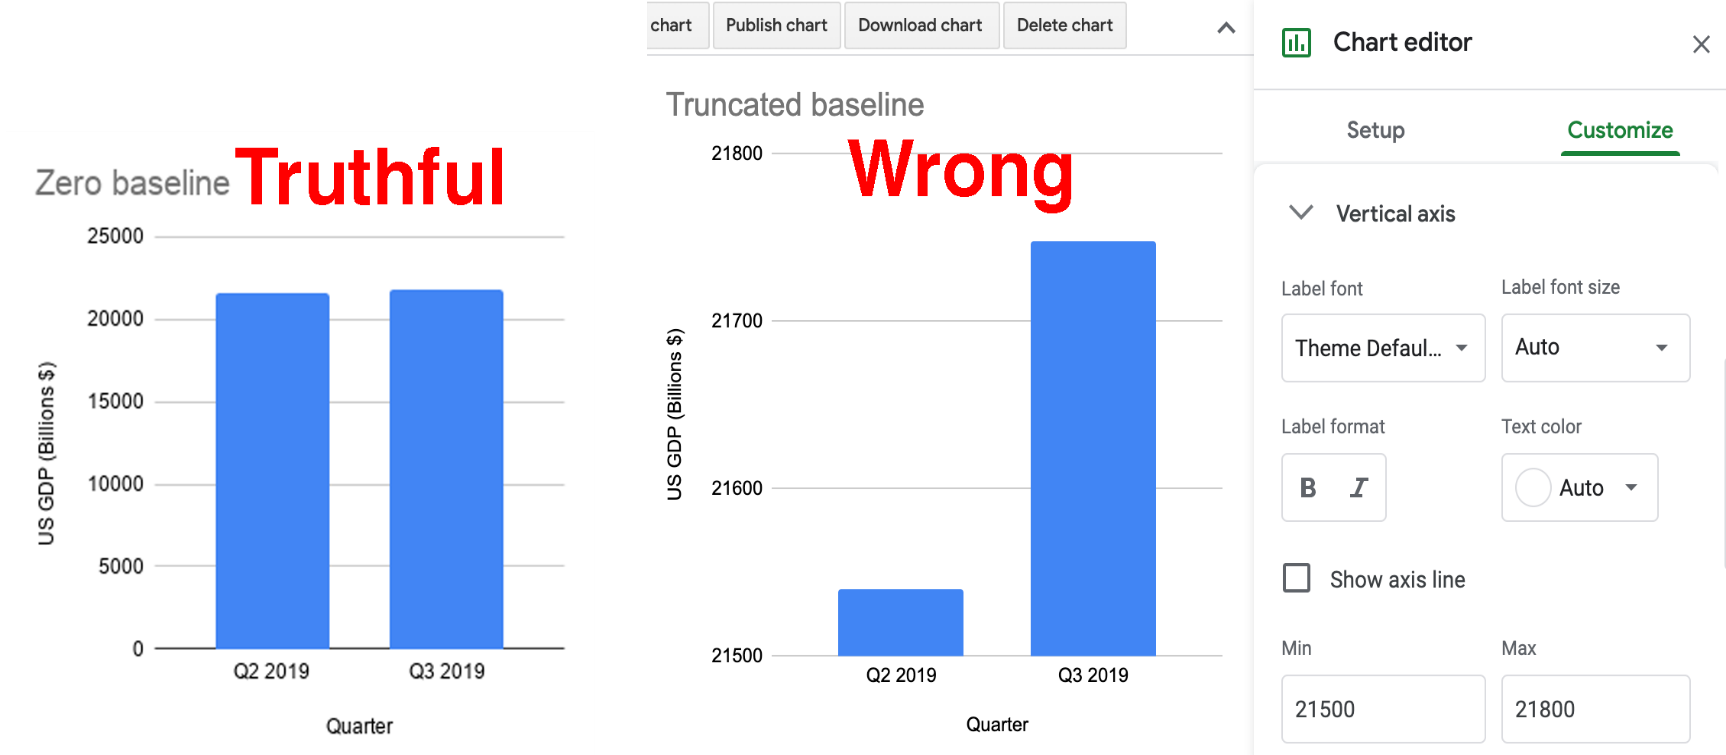 Zero baseline
Truthful
25000
20000
15000
10000
5000
0
US GDP (Billions $)
Q2 2019
Q3 2019
Quarter
chart
Publish chart
Download chart
Delete chart
Truncated baseline
Wrong
21800
21700
21600
21500
US GDP (Billions $)
Q2 2019
Q3 2019
Quarter
Chart editor
Setup
Customize
Vertical axis
Label font
Label font size
Theme Defaul...
Auto
Label format
Text color
B I
Auto
Show axis line
Min
Max
21500
21800